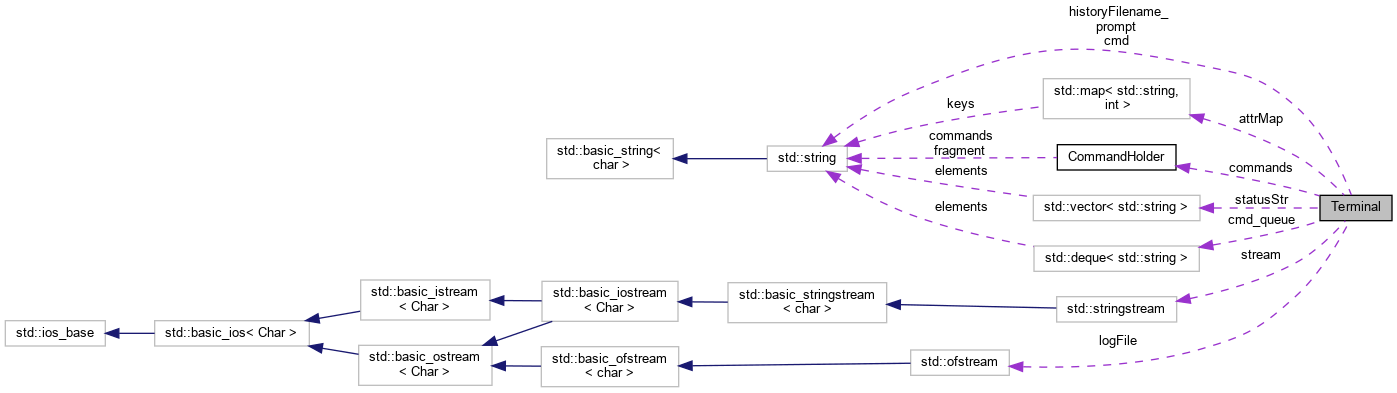 historyFilename_
prompt
cmd
std::map< std::string,
int >
keys
attrMap
commands
fragment
CommandHolder
std::basic_string<
char >
std::string
elements
commands
std::vector< std::string >
statusStr
Terminal
elements
cmd_queue
std::deque< std::string >
stream
std::basic_istream
< Char >
std::basic_iostream
< Char >
std::basic_stringstream
< char >
std::stringstream
std::ios_base
std::basic_ios< Char >
logFile
std::basic_ostream
< Char >
std::basic_ofstream
< char >
std::ofstream